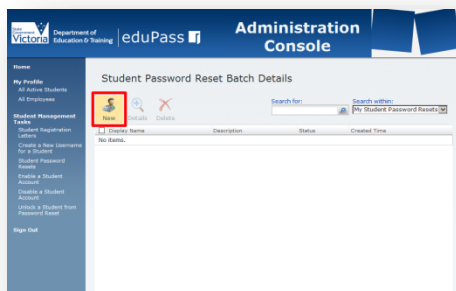 State Government
Victoria
Department of
Education & Training
eduPass
Administration
Console
Home
My Profile
All Active Students
All Employees
Student Management
Tasks
Student Registration
Letters
Create a New Username
for a Student
Student Password
Resets
Enable a Student
Account
Disable a Student
Account
Unlock a Student from
Password Reset
Sign Out
Student Password Reset Batch Details
New Details Delete
Search for: Search within:
My Student Password Resets
Display Name Description Status Created Time
No items.